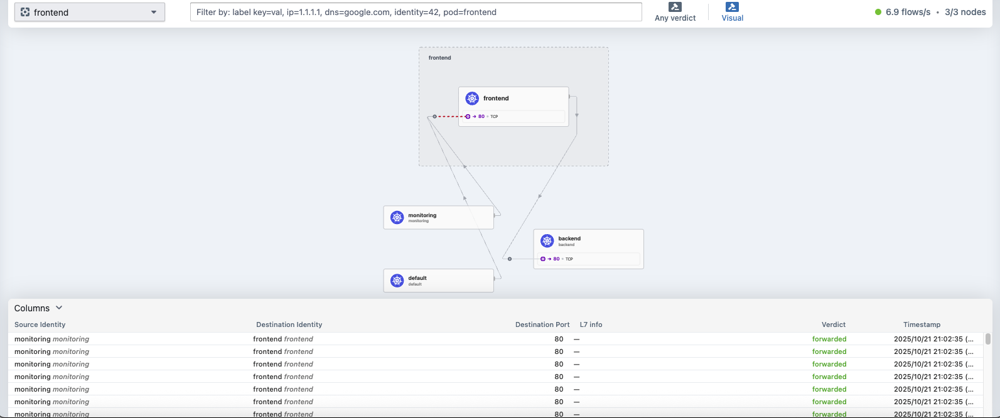 frontend
Filter by: label key=val, ip=1.1.1.1, dns=google.com, identity=42, pod=frontend
Any verdict
Visual
6.9 flows/s • 3/3 nodes
frontend
frontend
80 • TCP
monitoring
monitoring
backend
backend
80 • TCP
default
default
Columns
Source Identity Destination Identity Destination Port L7 info Verdict Timestamp
monitoring monitoring frontend frontend 80 — forwarded 2025/10/21 21:02:35 (...
monitoring monitoring frontend frontend 80 — forwarded 2025/10/21 21:02:35 (...
monitoring monitoring frontend frontend 80 — forwarded 2025/10/21 21:02:35 (...
monitoring monitoring frontend frontend 80 — forwarded 2025/10/21 21:02:35 (...
monitoring monitoring frontend frontend 80 — forwarded 2025/10/21 21:02:35 (...
monitoring monitoring frontend frontend 80 — forwarded 2025/10/21 21:02:35 (...
monitoring monitoring frontend frontend 80 — forwarded 2025/10/21 21:02:35 (...